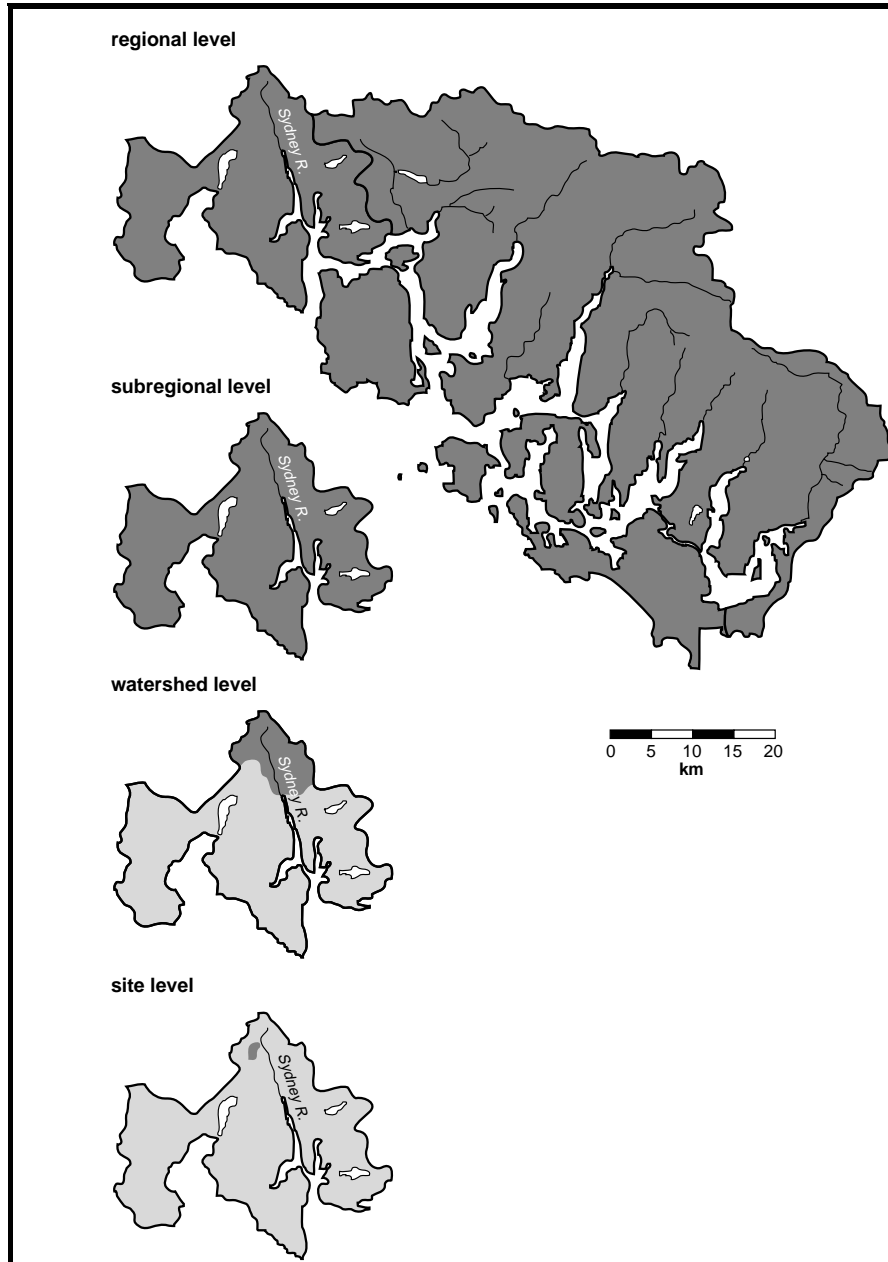 regional level
Sydney R.
subregional level
Sydney R.
watershed level
Sydney R.
0 5 10 15 20
km
site level
Sydney R.